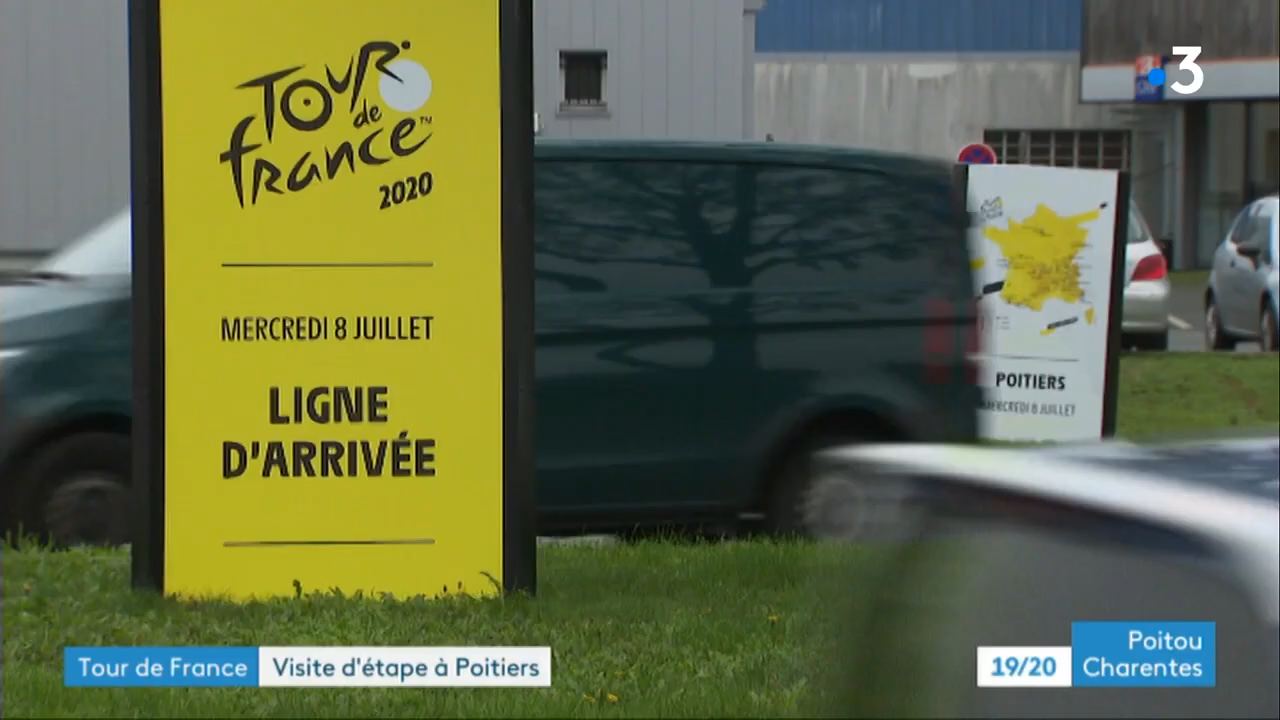 TOUR
de
france™
2020
MERCREDI 8 JUILLET
LIGNE
D'ARRIVÉE
3
POITIERS
MERCREDI 8 JUILLET
Tour de France
Visite d'étape à Poitiers
19/20
Poitou
Charentes